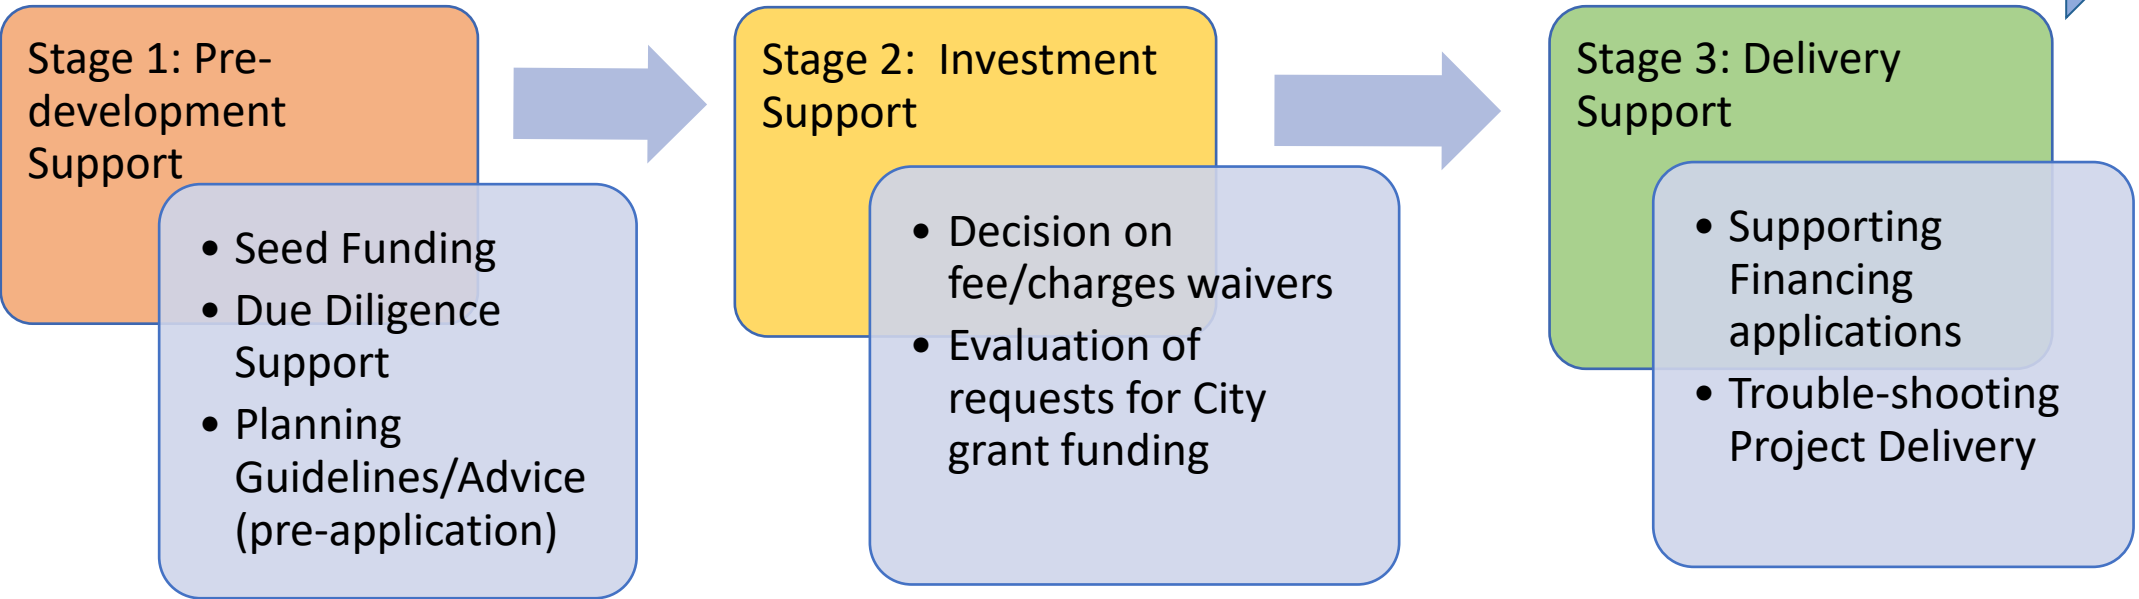 Stage 1: Pre-
development
Support
• Seed Funding
• Due Diligence
Support
• Planning
Guidelines/Advice
(pre-application)
Stage 2:  Investment
Support
• Decision on
fee/charges waivers
• Evaluation of
requests for City
grant funding
Stage 3: Delivery
Support
• Supporting
Financing
applications
• Trouble-shooting
Project Delivery